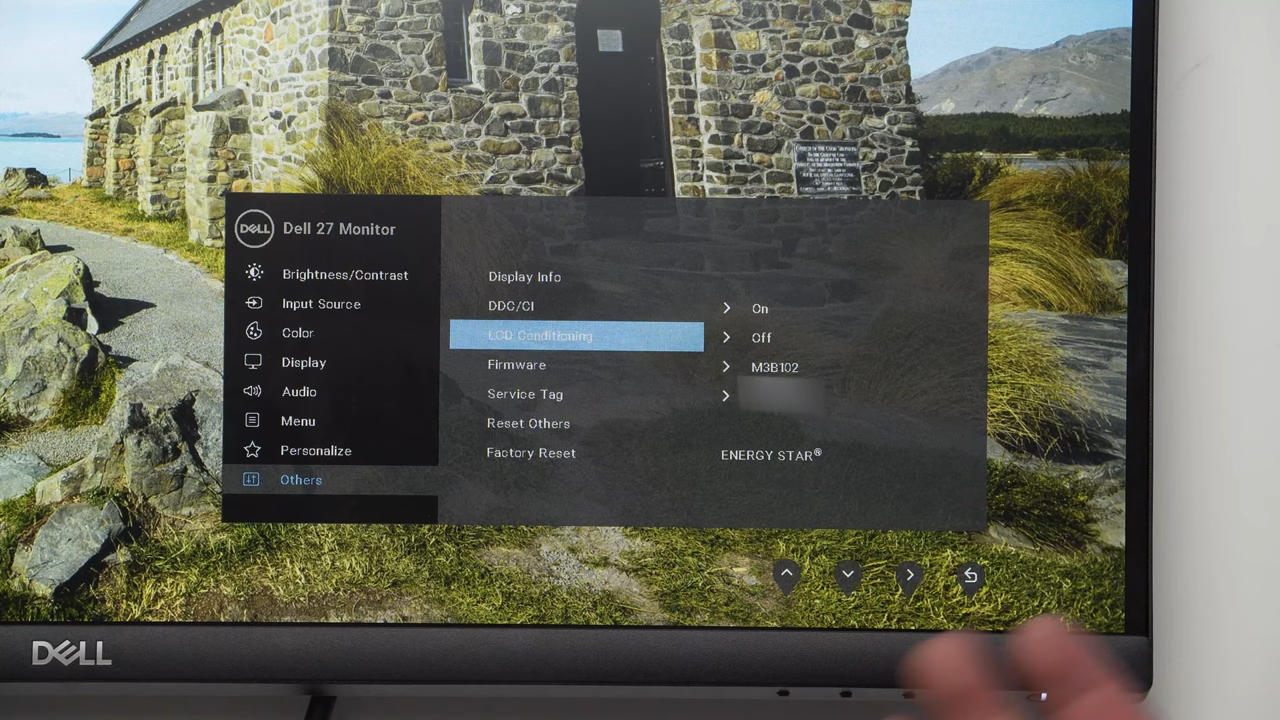 DELL Dell 27 Monitor
Brightness/Contrast
Input Source
Color
Display
Audio
Menu
Personalize
Others
Display Info
DDC/CI On
LCD Conditioning Off
Firmware M3B102
Service Tag
Reset Others
Factory Reset ENERGY STAR®
DELL